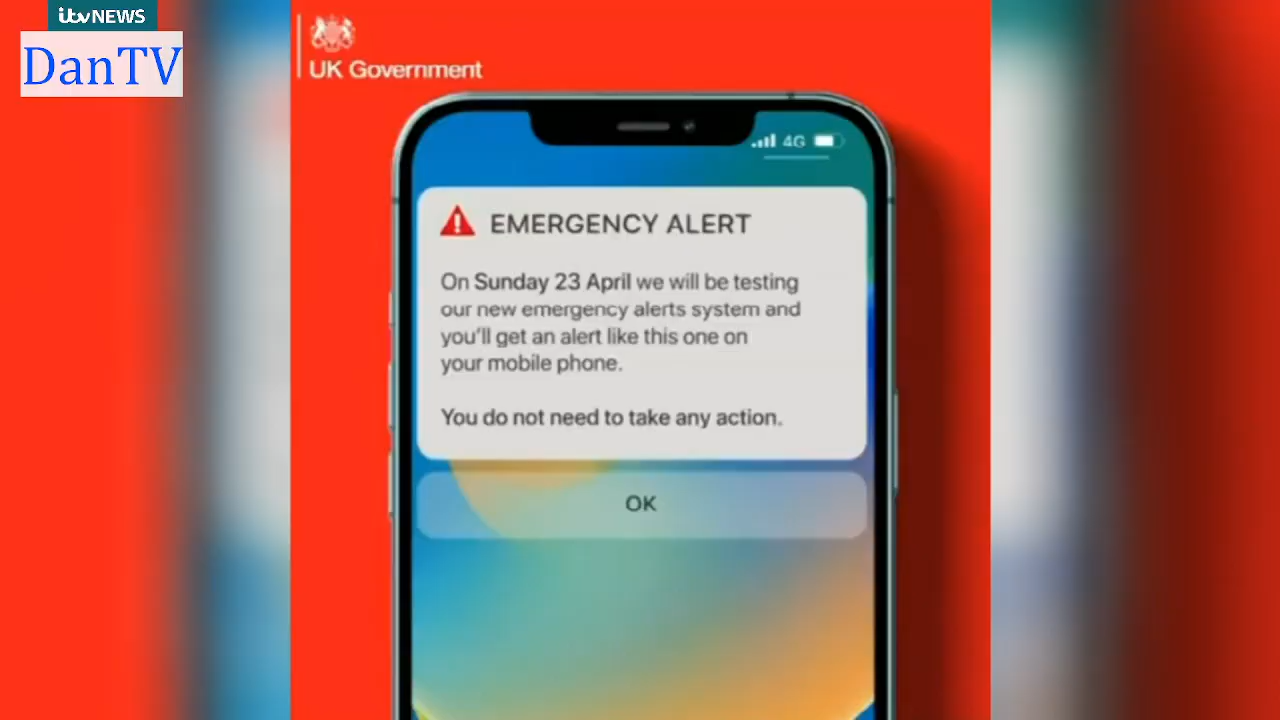 itv NEWS
DanTV
UK Government
4G
EMERGENCY ALERT
On Sunday 23 April we will be testing
our new emergency alerts system and
you'll get an alert like this one on
your mobile phone.
You do not need to take any action.
OK